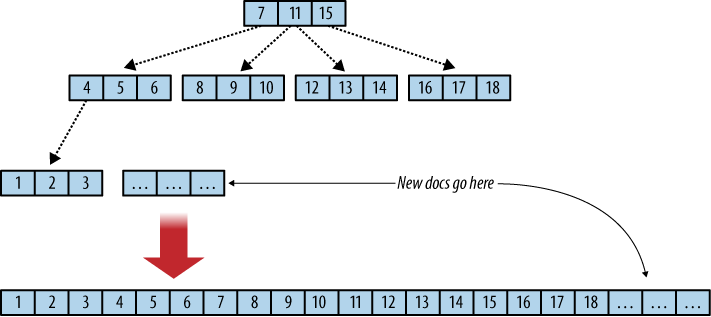 7 11 15
4 5 6 8 9 10 12 13 14 16 17 18
1 2 3 ... ... ... New docs go here
1 2 3 4 5 6 7 8 9 10 11 12 13 14 15 16 17 18 ... ... ...